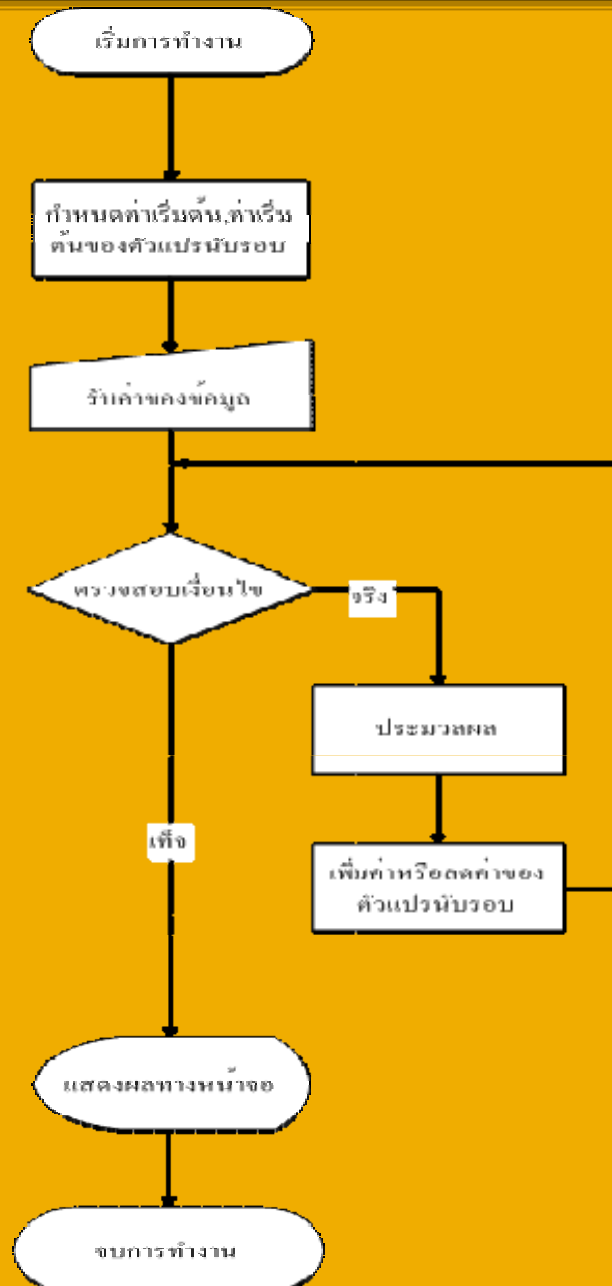 เริ่มการทำงาน
กำหนดค่าเริ่มต้น,ค่าเริ่ม
ต้นของตัวแปรนับรอบ
รับค่าของข้อมูล
ตรวจสอบเงื่อนไข
จริง
ประมวลผล
เท็จ
เพิ่มค่าหรือลดค่าของ
ตัวแปรนับรอบ
แสดงผลทางหน้าจอ
จบการทำงาน